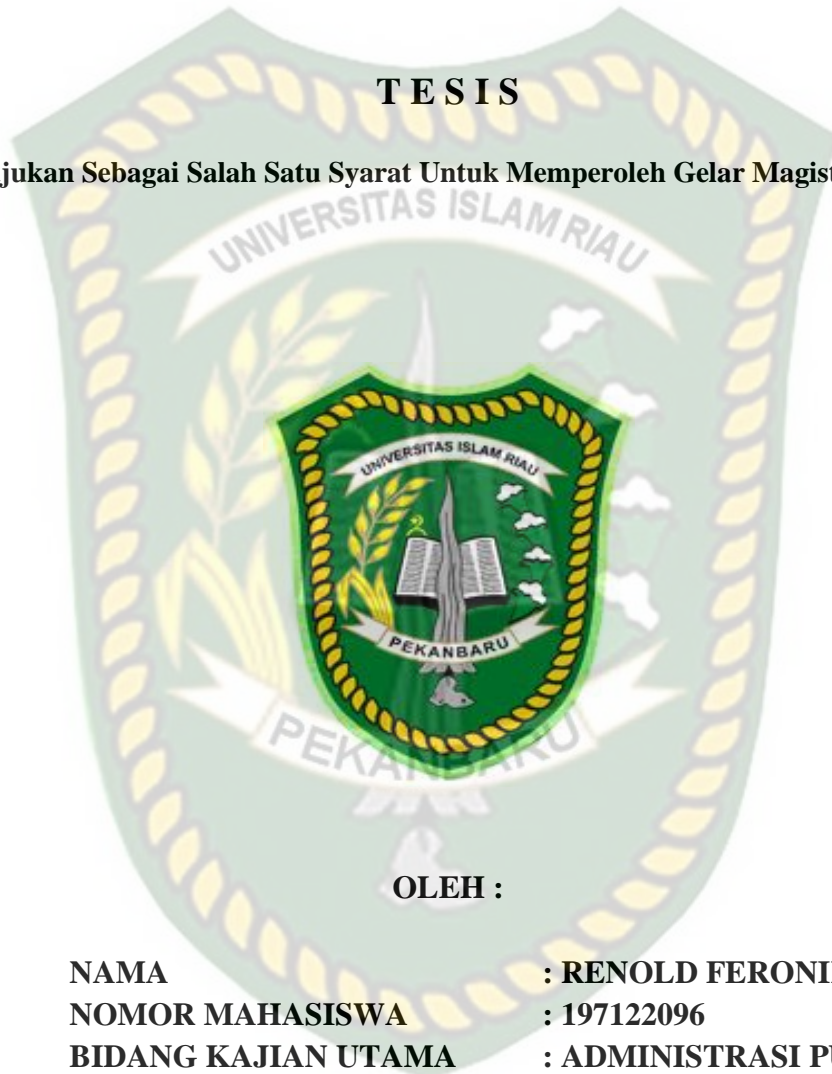 T E S I S
jukan Sebagai Salah Satu Syarat Untuk Memperoleh Gelar Magist
UNIVERSITAS ISLAM RIAU
UNIVERSITAS ISLAM RIAU
PEKANBARU
PEKANBARU
OLEH :
NAMA : RENOLD FERONI
NOMOR MAHASISWA : 197122096
BIDANG KAJIAN UTAMA : ADMINISTRASI PU